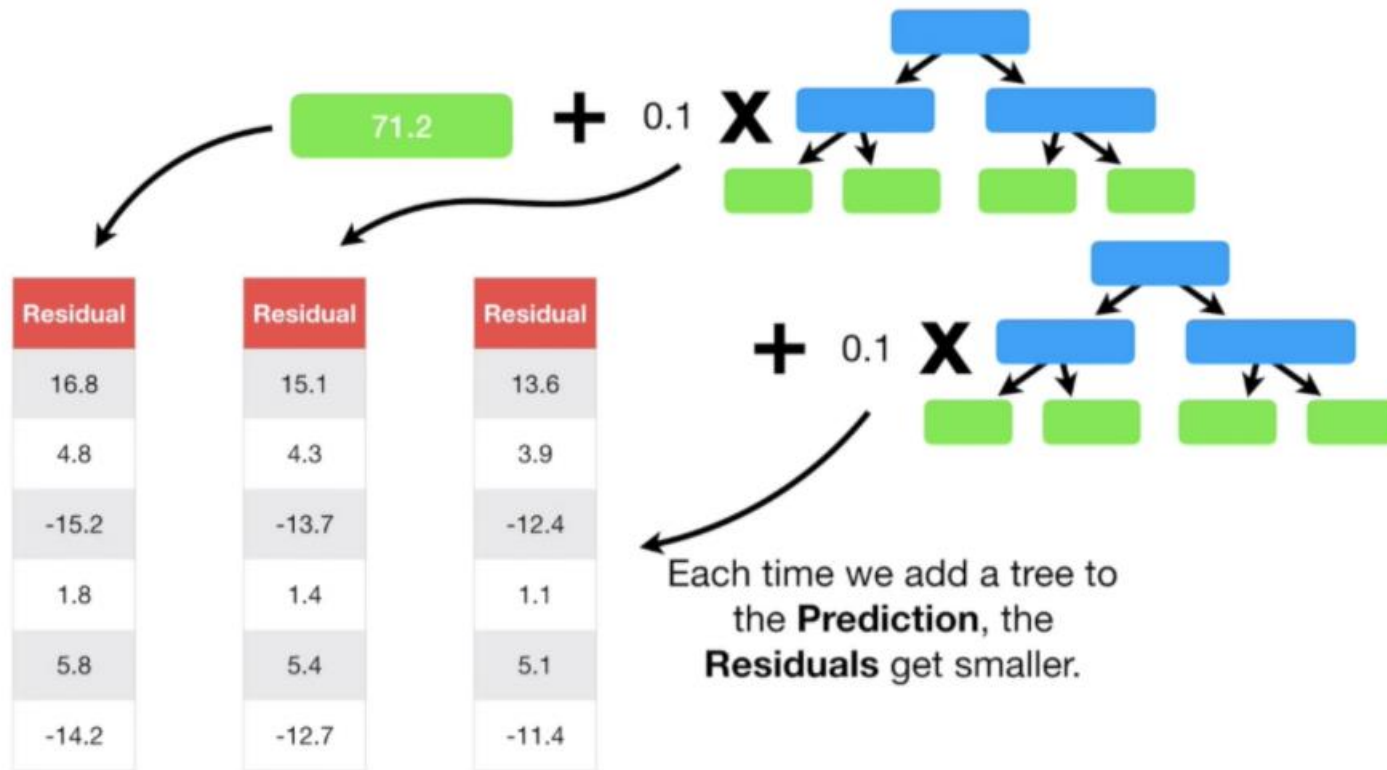 71.2 + 0.1 X
Residual Residual Residual
+ 0.1 X
16.8 15.1 13.6
4.8 4.3 3.9
-15.2 -13.7 -12.4
1.8 1.4 1.1
5.8 5.4 5.1
-14.2 -12.7 -11.4
Each time we add a tree to
the Prediction, the
Residuals get smaller.